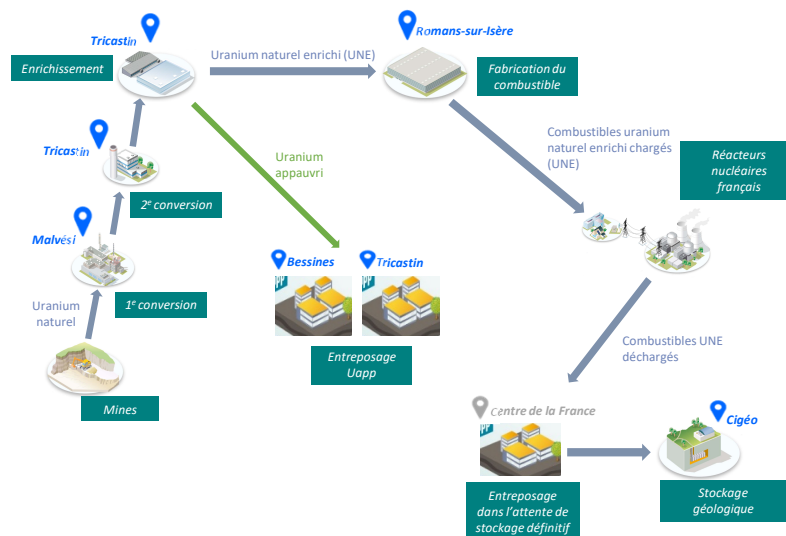 Tricastin
Enrichissement
Uranium naturel enrichi (UNE)
Romans-sur-Isère
Fabrication du
combustible
Tricastin
2e conversion
Uranium
appauvri
Combustibles uranium
naturel enrichi chargés
(UNE)
Réacteurs
nucléaires
français
Malvési
1e conversion
Uranium
naturel
Mines
Bessines
Tricastin
Entreposage
Uapp
Combustibles UNE
déchargés
Centre de la France
Entreposage
dans l'attente de
stockage définitif
Cigéo
Stockage
géologique